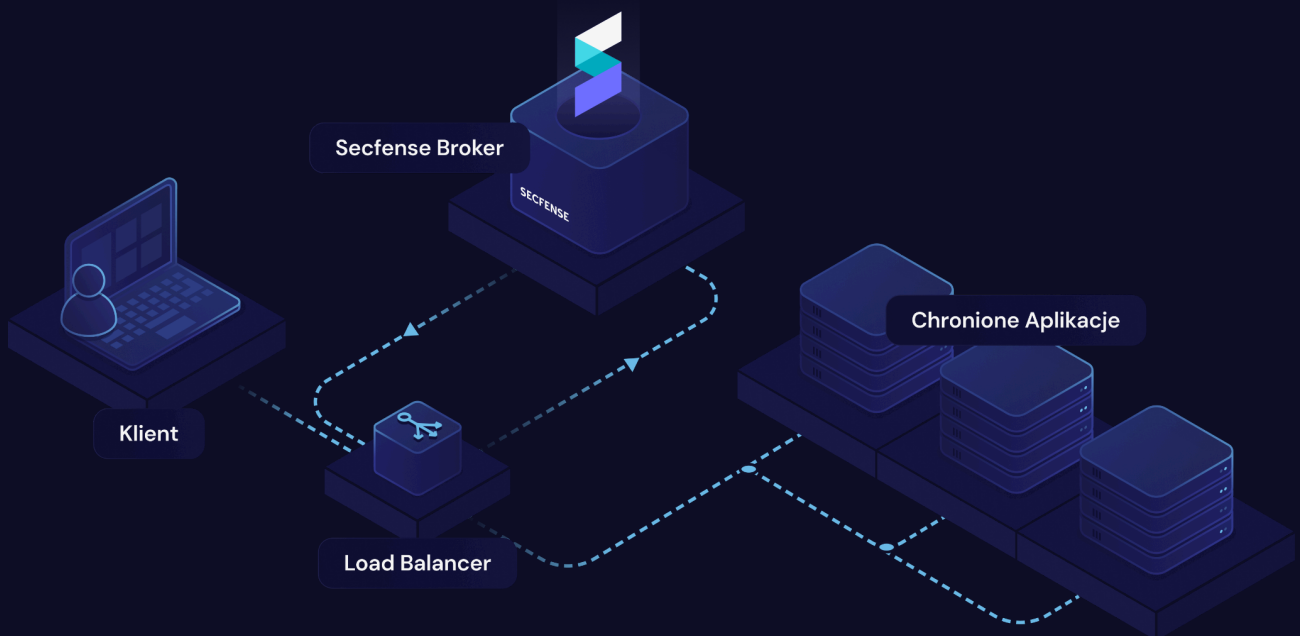 Secfense Broker
SECFENSE
Chronione Aplikacje
Klient
Load Balancer